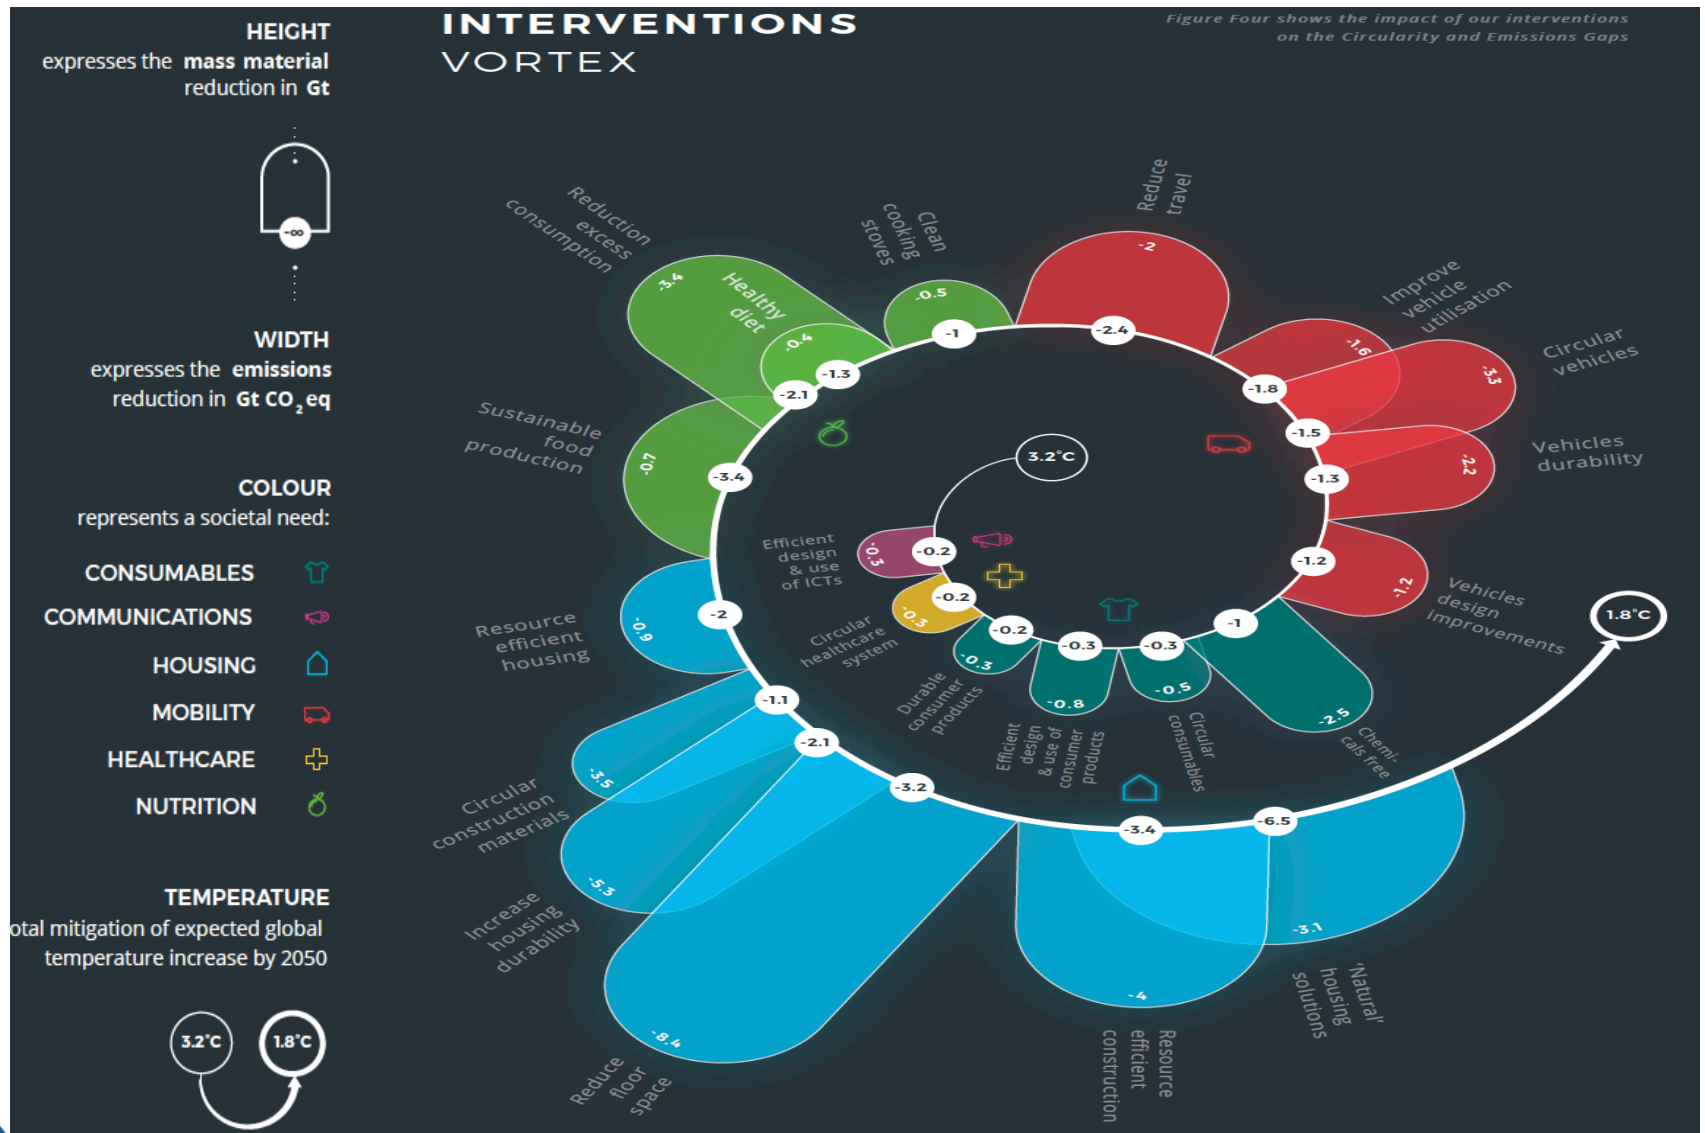 HEIGHT
expresses the mass material
reduction in Gt
-∞
WIDTH
expresses the emissions
reduction in Gt CO2eq
COLOUR
represents a societal need:
CONSUMABLES
COMMUNICATIONS
HOUSING
MOBILITY
HEALTHCARE
NUTRITION
TEMPERATURE
otal mitigation of expected global
temperature increase by 2050
3.2°C
1.8°C
INTERVENTIONS
VORTEX
Figure Four shows the impact of our interventions
on the Circularity and Emissions Gaps
3.2°C
Efficient
design
& use
of ICTs
-0.3
-0.2
Circular
healthcare
system
-0.3
-0.2
Durable
consumer
products
-0.3
-0.2
Efficient
design
& use of
consumer
products
-0.8
-0.3
Circular
consumables
-0.5
-0.3
Chemi-
cals free
-2.5
-1
Vehicles
design
improvements
-1.2
-1.2
Vehicles
durability
-2.2
-1.3
Circular
vehicles
-3.3
-1.5
Improve
vehicle
utilisation
-1.6
-1.8
Reduce
travel
-2
-2.4
Clean
cooking
stoves
-0.5
-1
Healthy
diet
-0.4
-1.3
Reduction
excess
consumption
-3.4
-2.1
Sustainable
food
production
-0.7
-3.4
Resource
efficient
housing
-0.9
-2
Circular
construction
materials
-3.5
-1.1
Increase
housing
durability
-5.3
-2.1
Reduce
floor
space
-8.4
-3.2
Resource
efficient
construction
-4
-3.4
'Natural'
housing
solutions
-3.1
-6.5
1.8°C